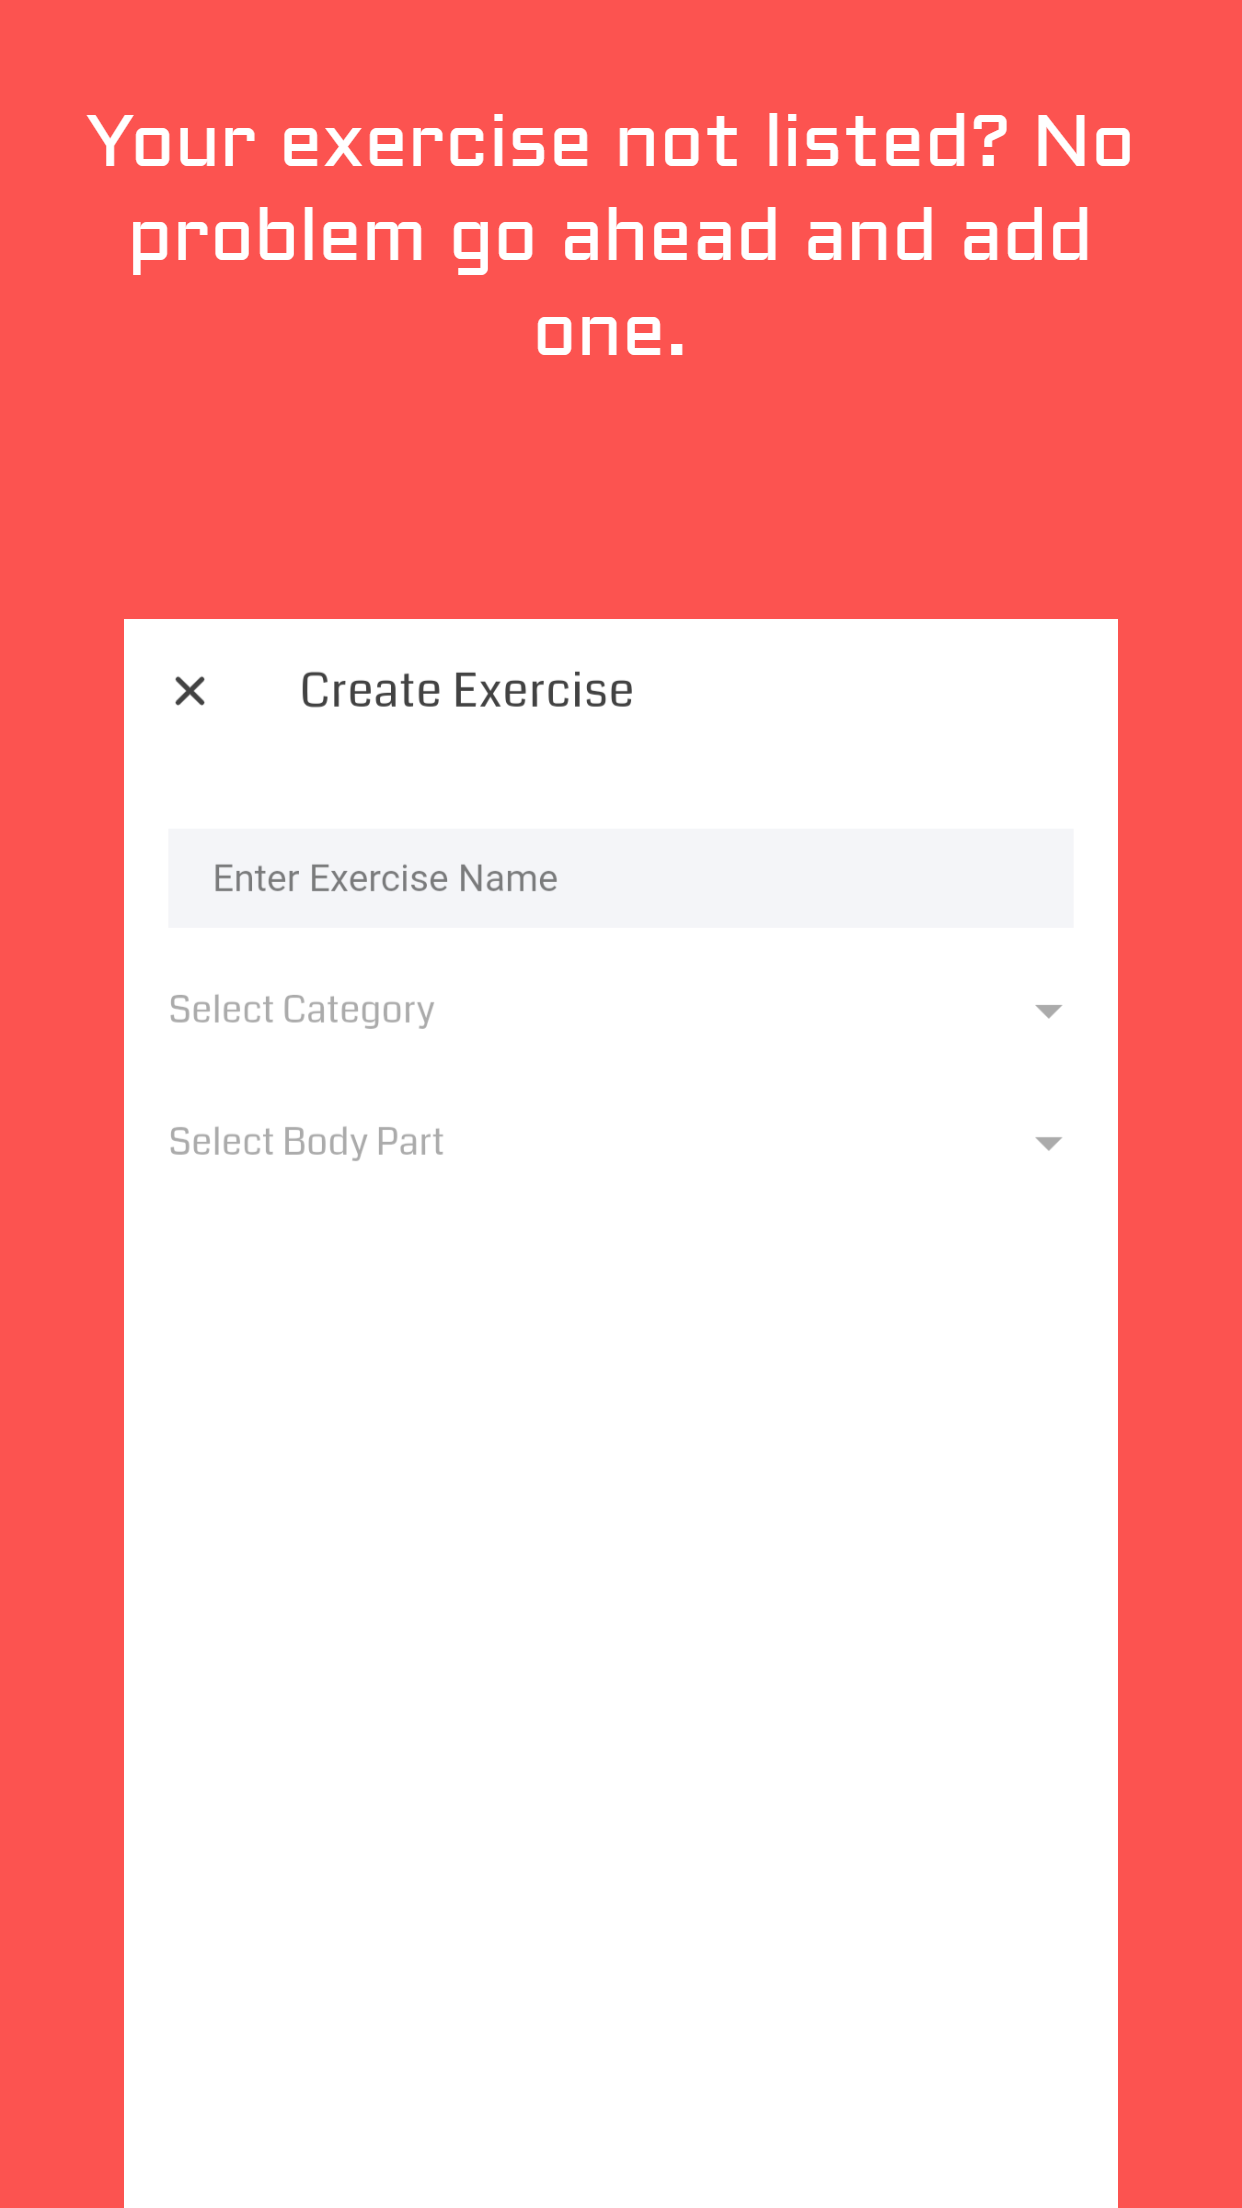 Your exercise not listed? No
problem go ahead and add
one.
Create Exercise
Enter Exercise Name
Select Category
Select Body Part